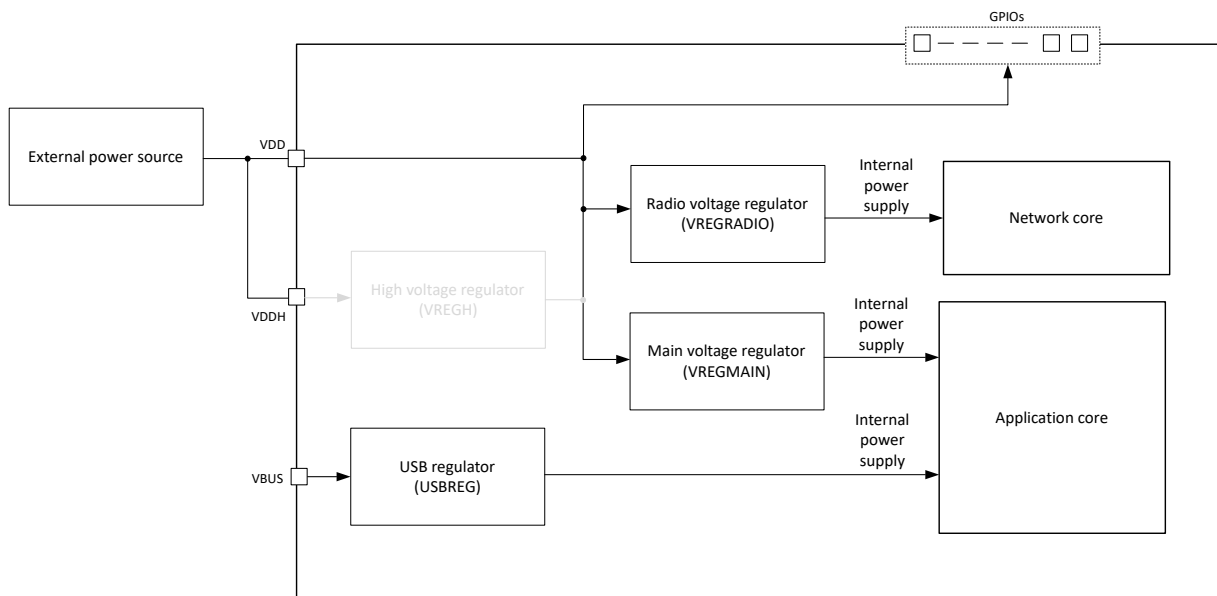 GPIOs
External power source
VDD
Radio voltage regulator
(VREGRADIO)
Internal
power
supply
Network core
High voltage regulator
(VREGH)
VDDH
Main voltage regulator
(VREGMAIN)
Internal
power
supply
Application core
VBUS
USB regulator
(USBREG)
Internal
power
supply